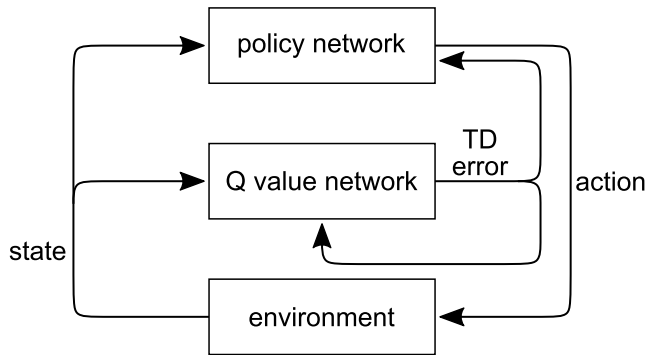 policy network
TD
error
Q value network
action
state
environment